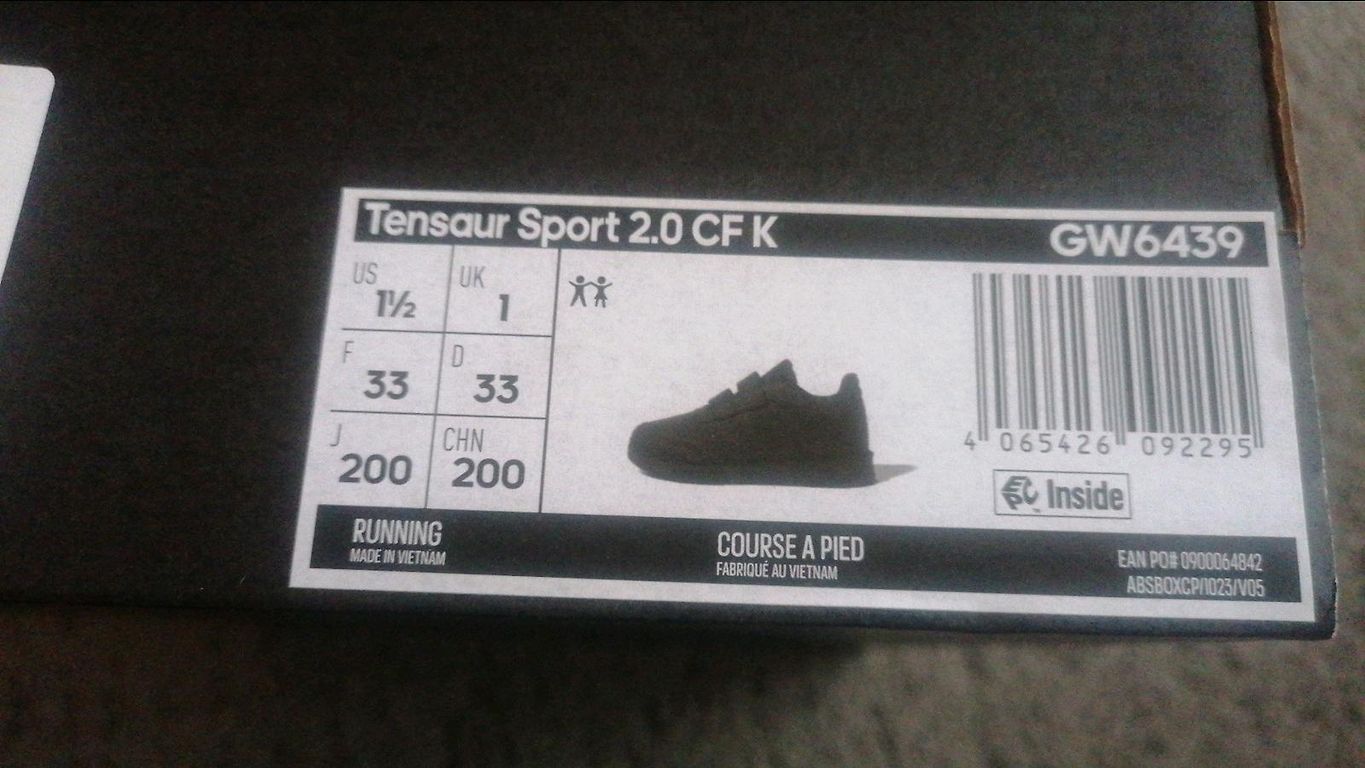 Tensaur Sport 2.0 CF K
GW6439
US
1½
UK
1
F
33
D
33
J
200
CHN
200
4 065426 092295
Inside
RUNNING
MADE IN VIETNAM
COURSE A PIED
FABRIQUÉ AU VIETNAM
EAN PO# 0900064842
ABSBOXCP/1023/V05